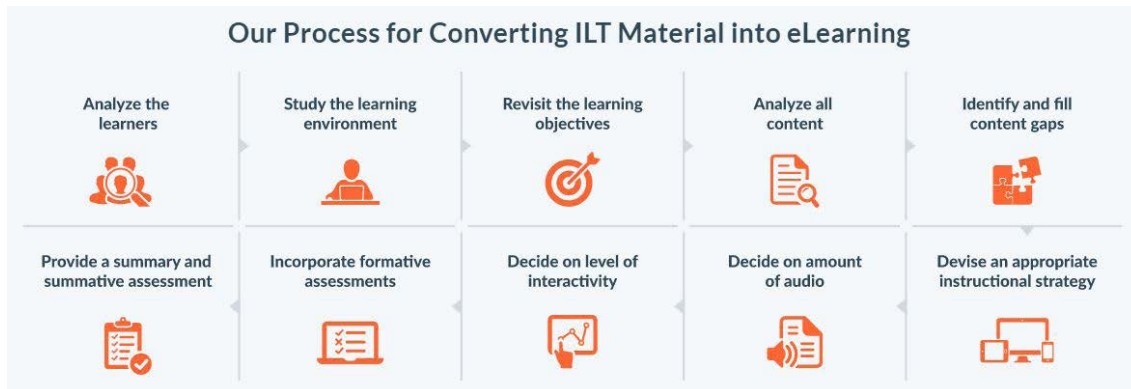 Our Process for Converting ILT Material into eLearning
Analyze the
learners
Study the learning
environment
Revisit the learning
objectives
Analyze all
content
Identify and fill
content gaps
Devise an appropriate
instructional strategy
Decide on amount
of audio
Decide on level of
interactivity
Incorporate formative
assessments
Provide a summary and
summative assessment